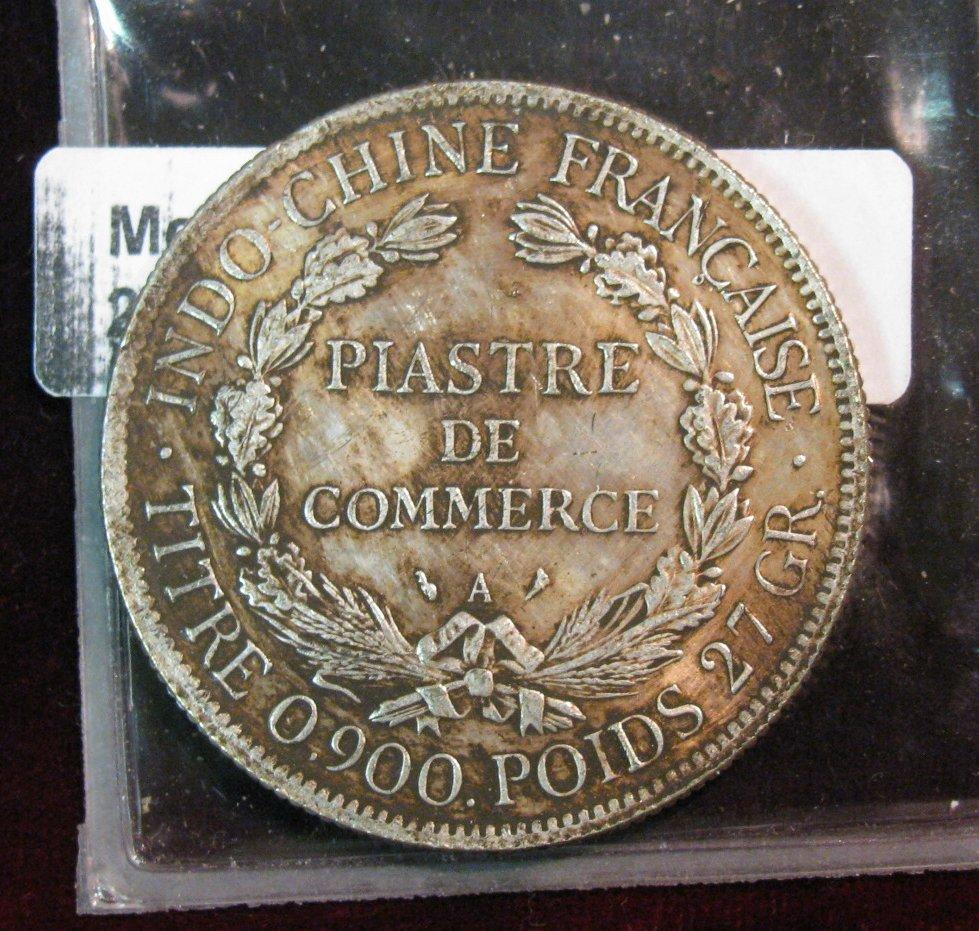 INDO-CHINE FRANÇAISE
PIASTRE
DE
COMMERCE
A
· TITRE 0,900. POIDS 27 GR. ·